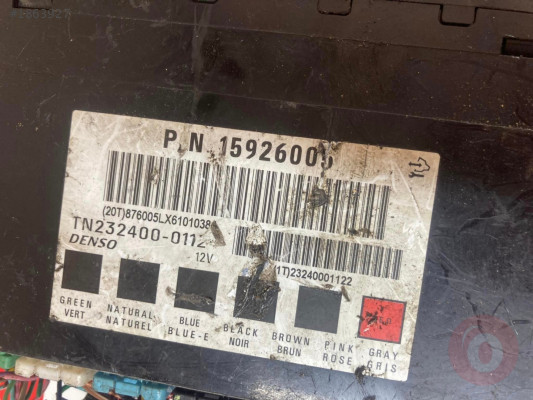 P/N 15926005
(20T)876005LX6101038
TN232400-0112
DENSO
12V
1T)23240001122
GREEN
VERT
NATURAL
NATUREL
BLUE
BLUE-E
BLACK
NOIR
BROWN
BRUN
PINK
ROSE
GRAY
GRIS